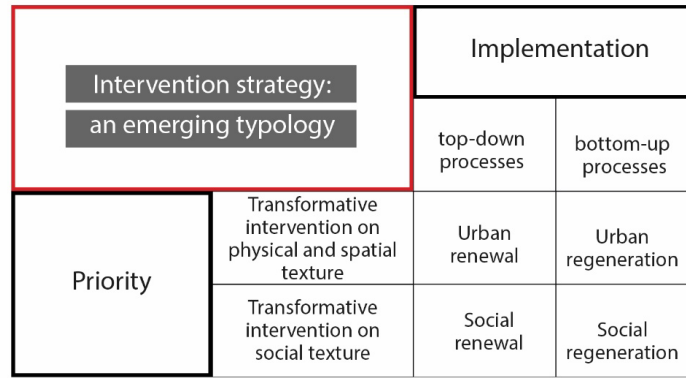 Intervention strategy:
an emerging typology
Implementation
top-down
processes
bottom-up
processes
Priority
Transformative
intervention on
physical and spatial
texture
Urban
renewal
Urban
regeneration
Transformative
intervention on
social texture
Social
renewal
Social
regeneration